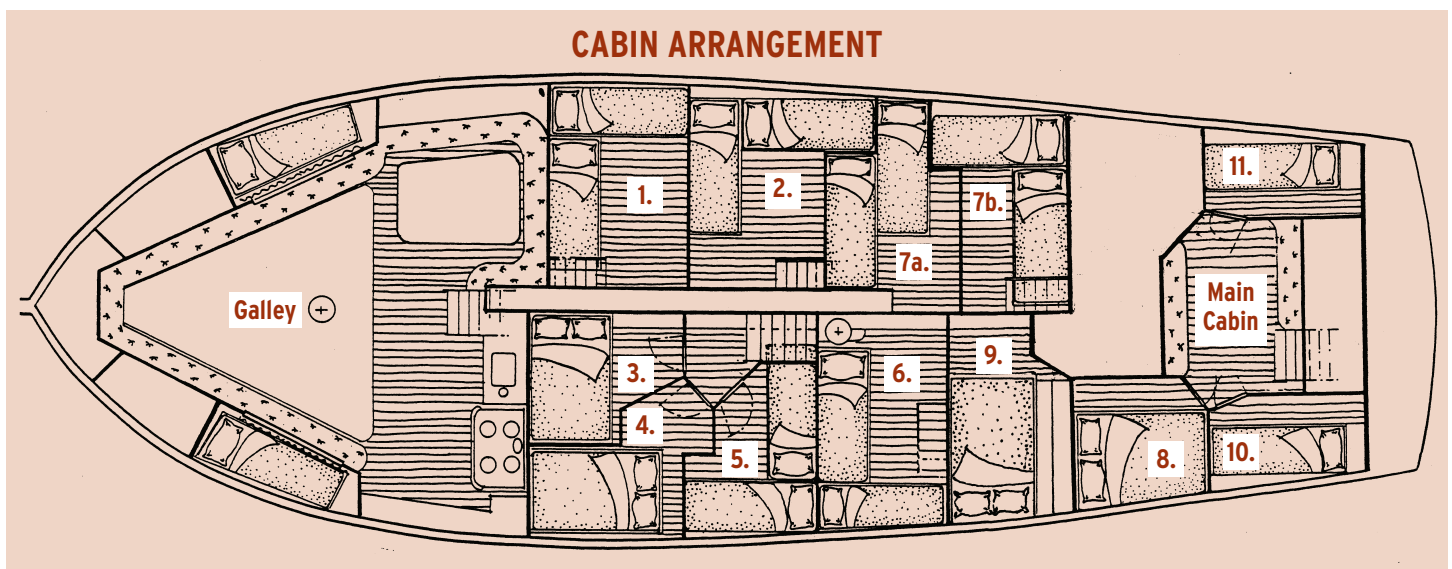 CABIN ARRANGEMENT
1.
2.
7a.
7b.
11.
Galley
Main
Cabin
3.
4.
5.
6.
9.
8.
10.